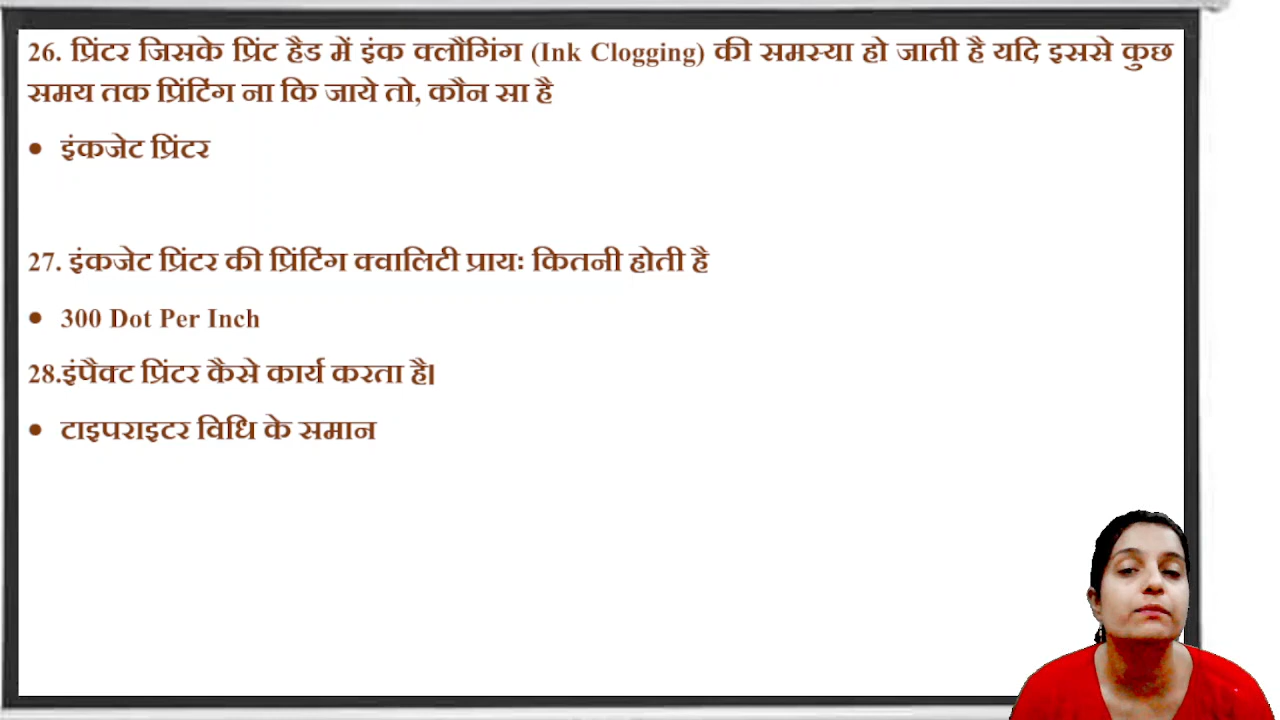 26. प्रिंटर जिसके प्रिंट हैड में इंक क्लौगिंग (Ink Clogging) की समस्या हो जाती है यदि इससे कुछ
समय तक प्रिंटिंग ना कि जाये तो, कौन सा है
• इंकजेट प्रिंटर
27. इंकजेट प्रिंटर की प्रिंटिंग क्वालिटी प्रायः कितनी होती है
• 300 Dot Per Inch
28.इंपैक्ट प्रिंटर कैसे कार्य करता है।
• टाइपराइटर विधि के समान